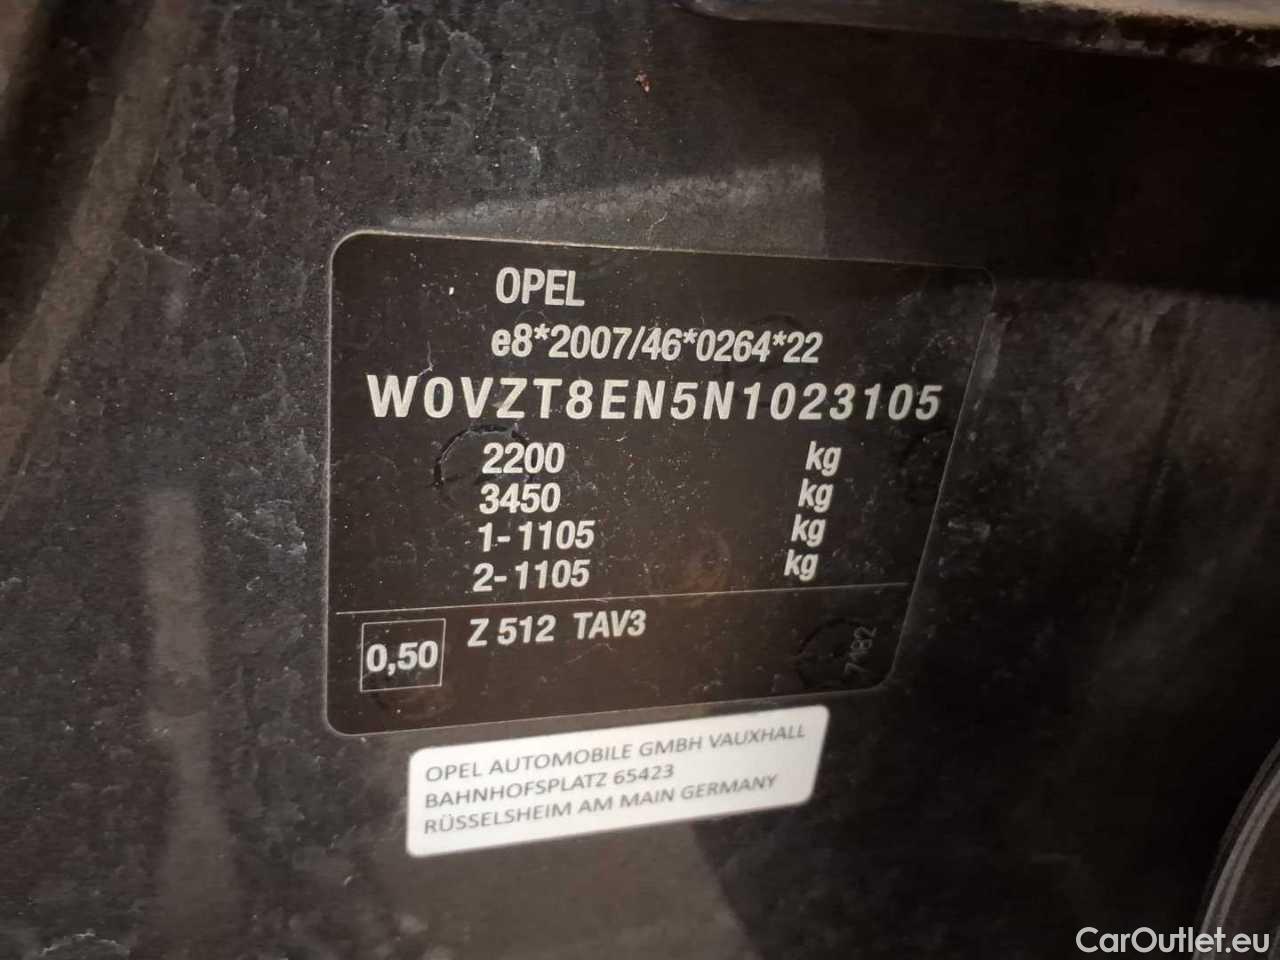 OPEL
e8*2007/46*0264*22
W0VZT8EN5N1023105
2200 kg
3450 kg
1-1105 kg
2-1105 kg
0,50 Z 512 TAV3
OPEL AUTOMOBILE GMBH VAUXHALL
BAHNHOFSPLATZ 65423
RÜSSELSHEIM AM MAIN GERMANY
CarOutlet.eu